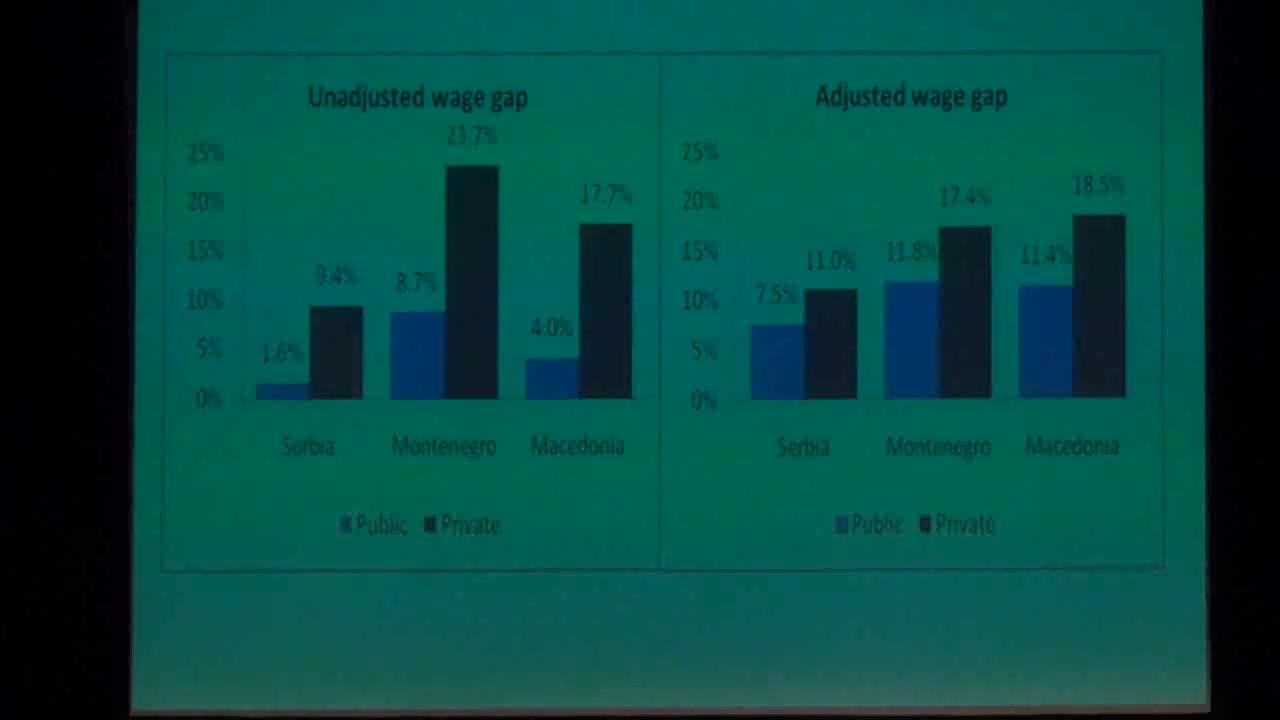 Unadjusted wage gap
25%
20%
15%
10%
5%
0%
1.6%
9.4%
8.7%
23.7%
4.0%
17.7%
Serbia
Montenegro
Macedonia
Public
Private
Adjusted wage gap
25%
20%
15%
10%
5%
0%
7.5%
11.0%
11.8%
17.4%
11.4%
18.5%
Serbia
Montenegro
Macedonia
Public
Private